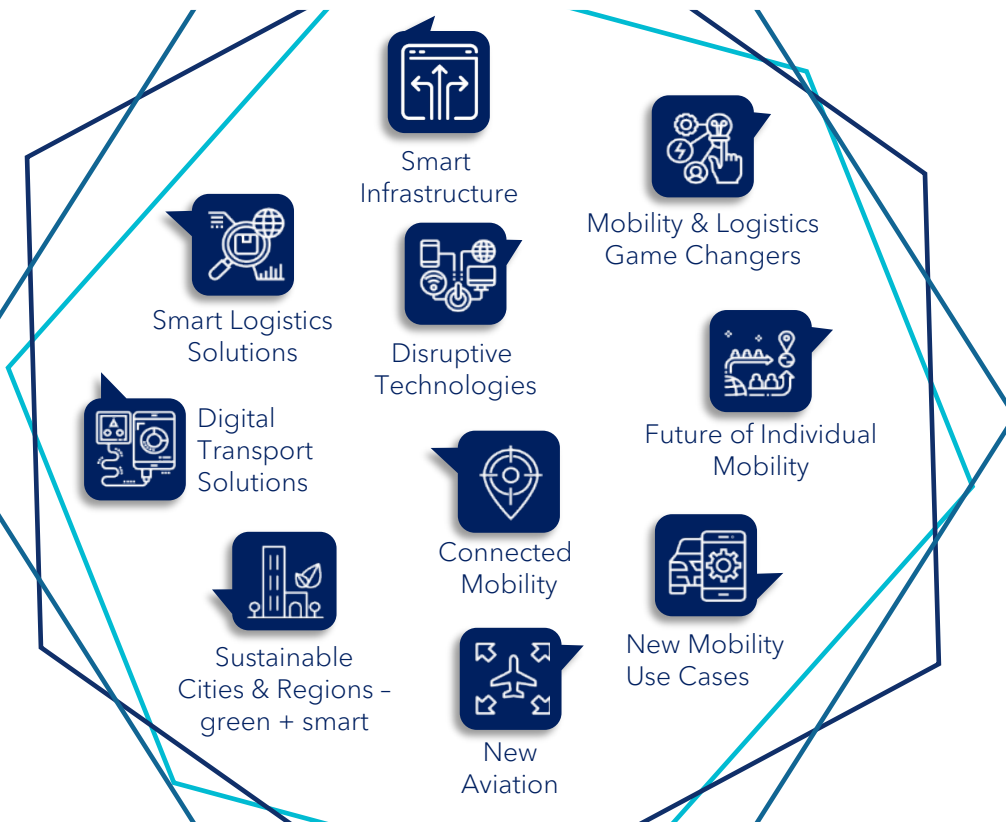 Smart
Infrastructure
Mobility & Logistics
Game Changers
Smart Logistics
Solutions
Disruptive
Technologies
Digital
Transport
Solutions
Future of Individual
Mobility
Connected
Mobility
Sustainable
Cities & Regions –
green + smart
New Mobility
Use Cases
New
Aviation